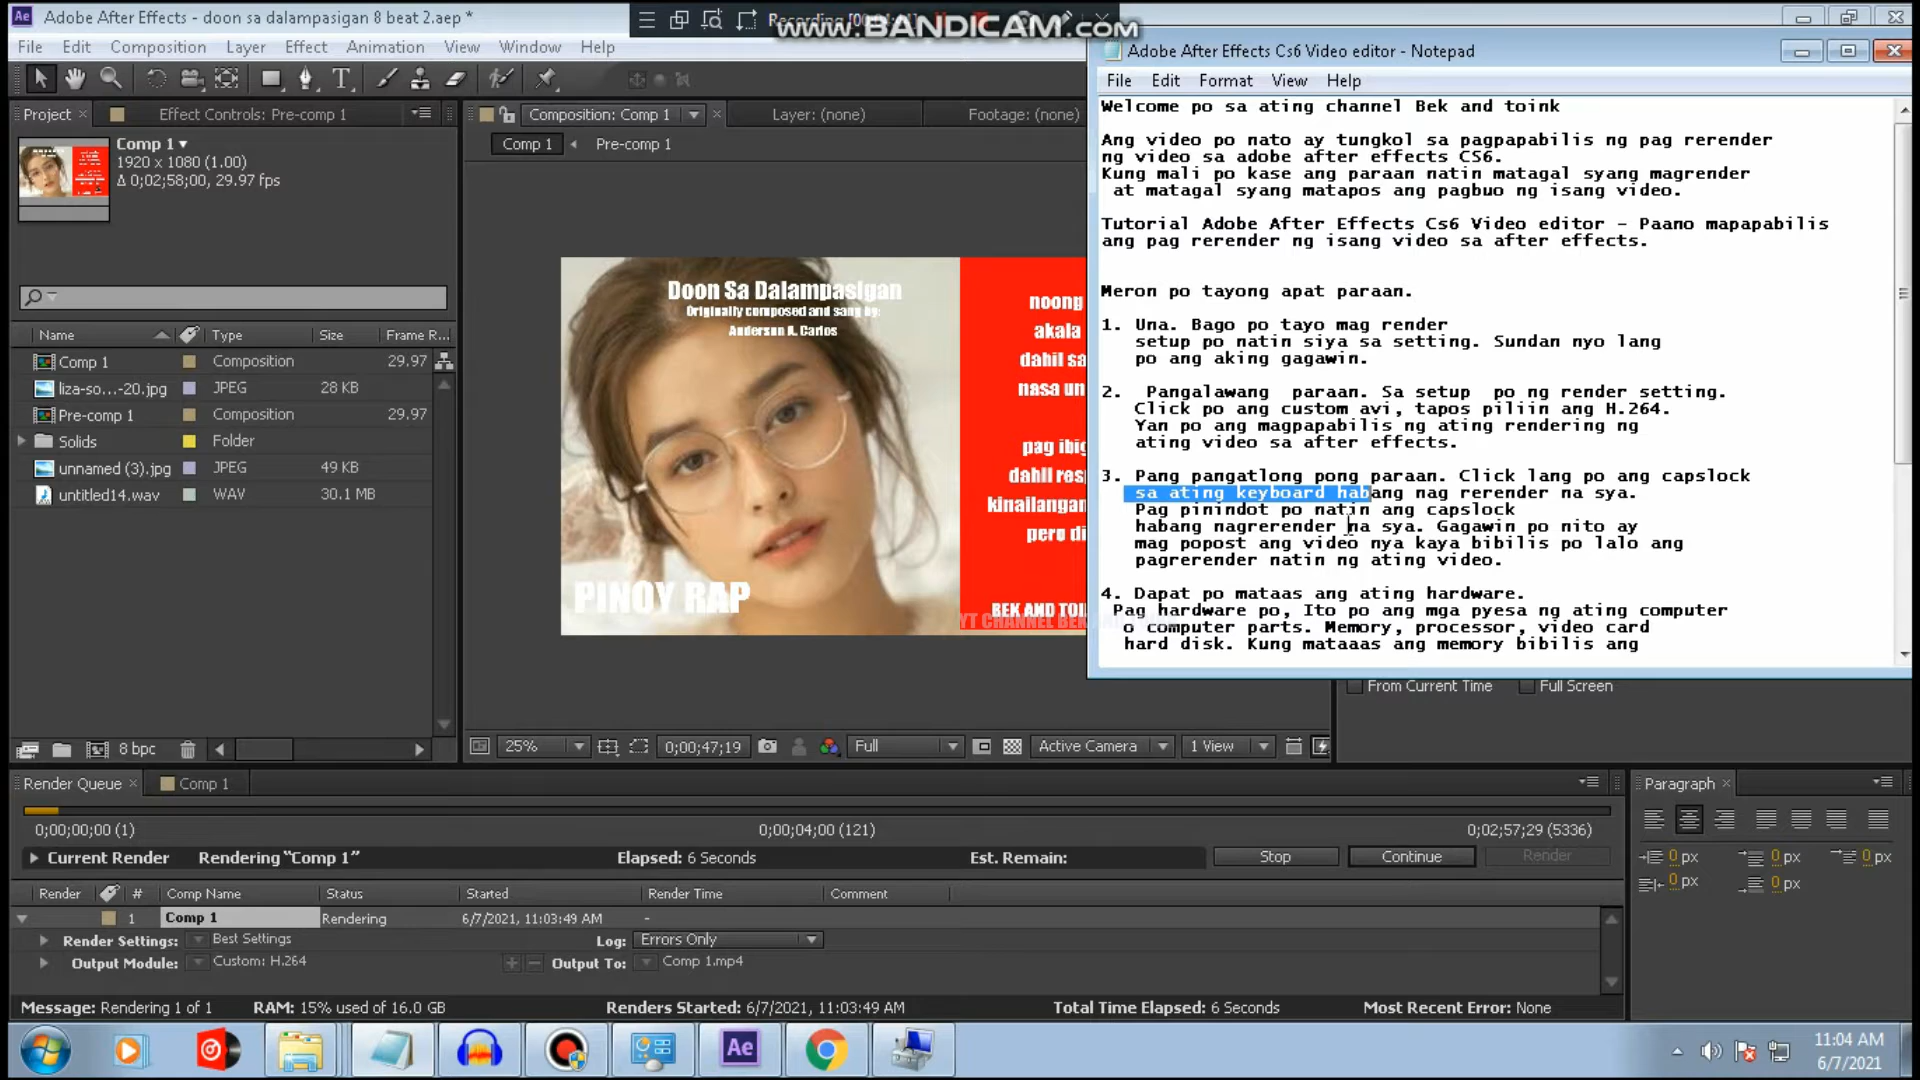 Adobe After Effects - doon sa dalampasigan 8 beat 2.aep *
www.BANDICAM.com
File Edit Composition Layer Effect Animation View Window Help
Project
Effect Controls: Pre-comp 1
Composition: Comp 1
Layer: (none)
Footage: (none)
Comp 1
1920 x 1080 (1.00)
Δ 0;02;58;00, 29.97 fps
Comp 1
Pre-comp 1
Name Type Size Frame R...
Comp 1 Composition 29.97
liza-so...-20.jpg JPEG 28 KB
Pre-comp 1 Composition 29.97
Solids Folder
unnamed (3).jpg JPEG 49 KB
untitled14.wav WAV 30.1 MB
8 bpc
Doon Sa Dalampasigan
Originally composed and sang by:
Anderson A. Carlos
PINOY RAP
noong
akala
dahil sa
nasa un
pag ibig
dahil res
kinailangan
pero di
BEK AND TOI
YT CHANNEL BEK
25%
0;00;47;19
Full
Active Camera
1 View
Adobe After Effects Cs6 Video editor - Notepad
File Edit Format View Help
Welcome po sa ating channel Bek and toink
Ang video po nato ay tungkol sa pagpapabilis ng pag rerender
ng video sa adobe after effects CS6.
Kung mali po kase ang paraan natin matagal syang magrender
at matagal syang matapos ang pagbuo ng isang video.
Tutorial Adobe After Effects Cs6 Video editor - Paano mapapabilis
ang pag rerender ng isang video sa after effects.
Meron po tayong apat paraan.
1. Una. Bago po tayo mag render
setup po natin siya sa setting. Sundan nyo lang
po ang aking gagawin.
2. Pangalawang paraan. Sa setup po ng render setting.
Click po ang custom avi, tapos piliin ang H.264.
Yan po ang magpapabilis ng ating rendering ng
ating video sa after effects.
3. Pang pangatlong pong paraan. Click lang po ang capslock
sa ating keyboard habang nag rerender na sya.
Pag pinindot po natin ang capslock
habang nagrerender na sya. Gagawin po nito ay
mag popost ang video nya kaya bibilis po lalo ang
pagrerender natin ng ating video.
4. Dapat po mataas ang ating hardware.
Pag hardware po, Ito po ang mga pyesa ng ating computer
o computer parts. Memory, processor, video card
hard disk. Kung mataaas ang memory bibilis ang
From Current Time
Full Screen
Render Queue
Comp 1
0;00;00;00 (1)
0;00;04;00 (121)
0;02;57;29 (5336)
Current Render Rendering “Comp 1” Elapsed: 6 Seconds Est. Remain: Stop Continue Render
Render # Comp Name Status Started Render Time Comment
1 Comp 1 Rendering 6/7/2021, 11:03:49 AM -
Render Settings: Best Settings Log: Errors Only
Output Module: Custom: H.264 Output To: Comp 1.mp4
Message: Rendering 1 of 1 RAM: 15% used of 16.0 GB Renders Started: 6/7/2021, 11:03:49 AM Total Time Elapsed: 6 Seconds Most Recent Error: None
Paragraph
0 px 0 px 0 px
0 px 0 px
Ae
11:04 AM
6/7/2021